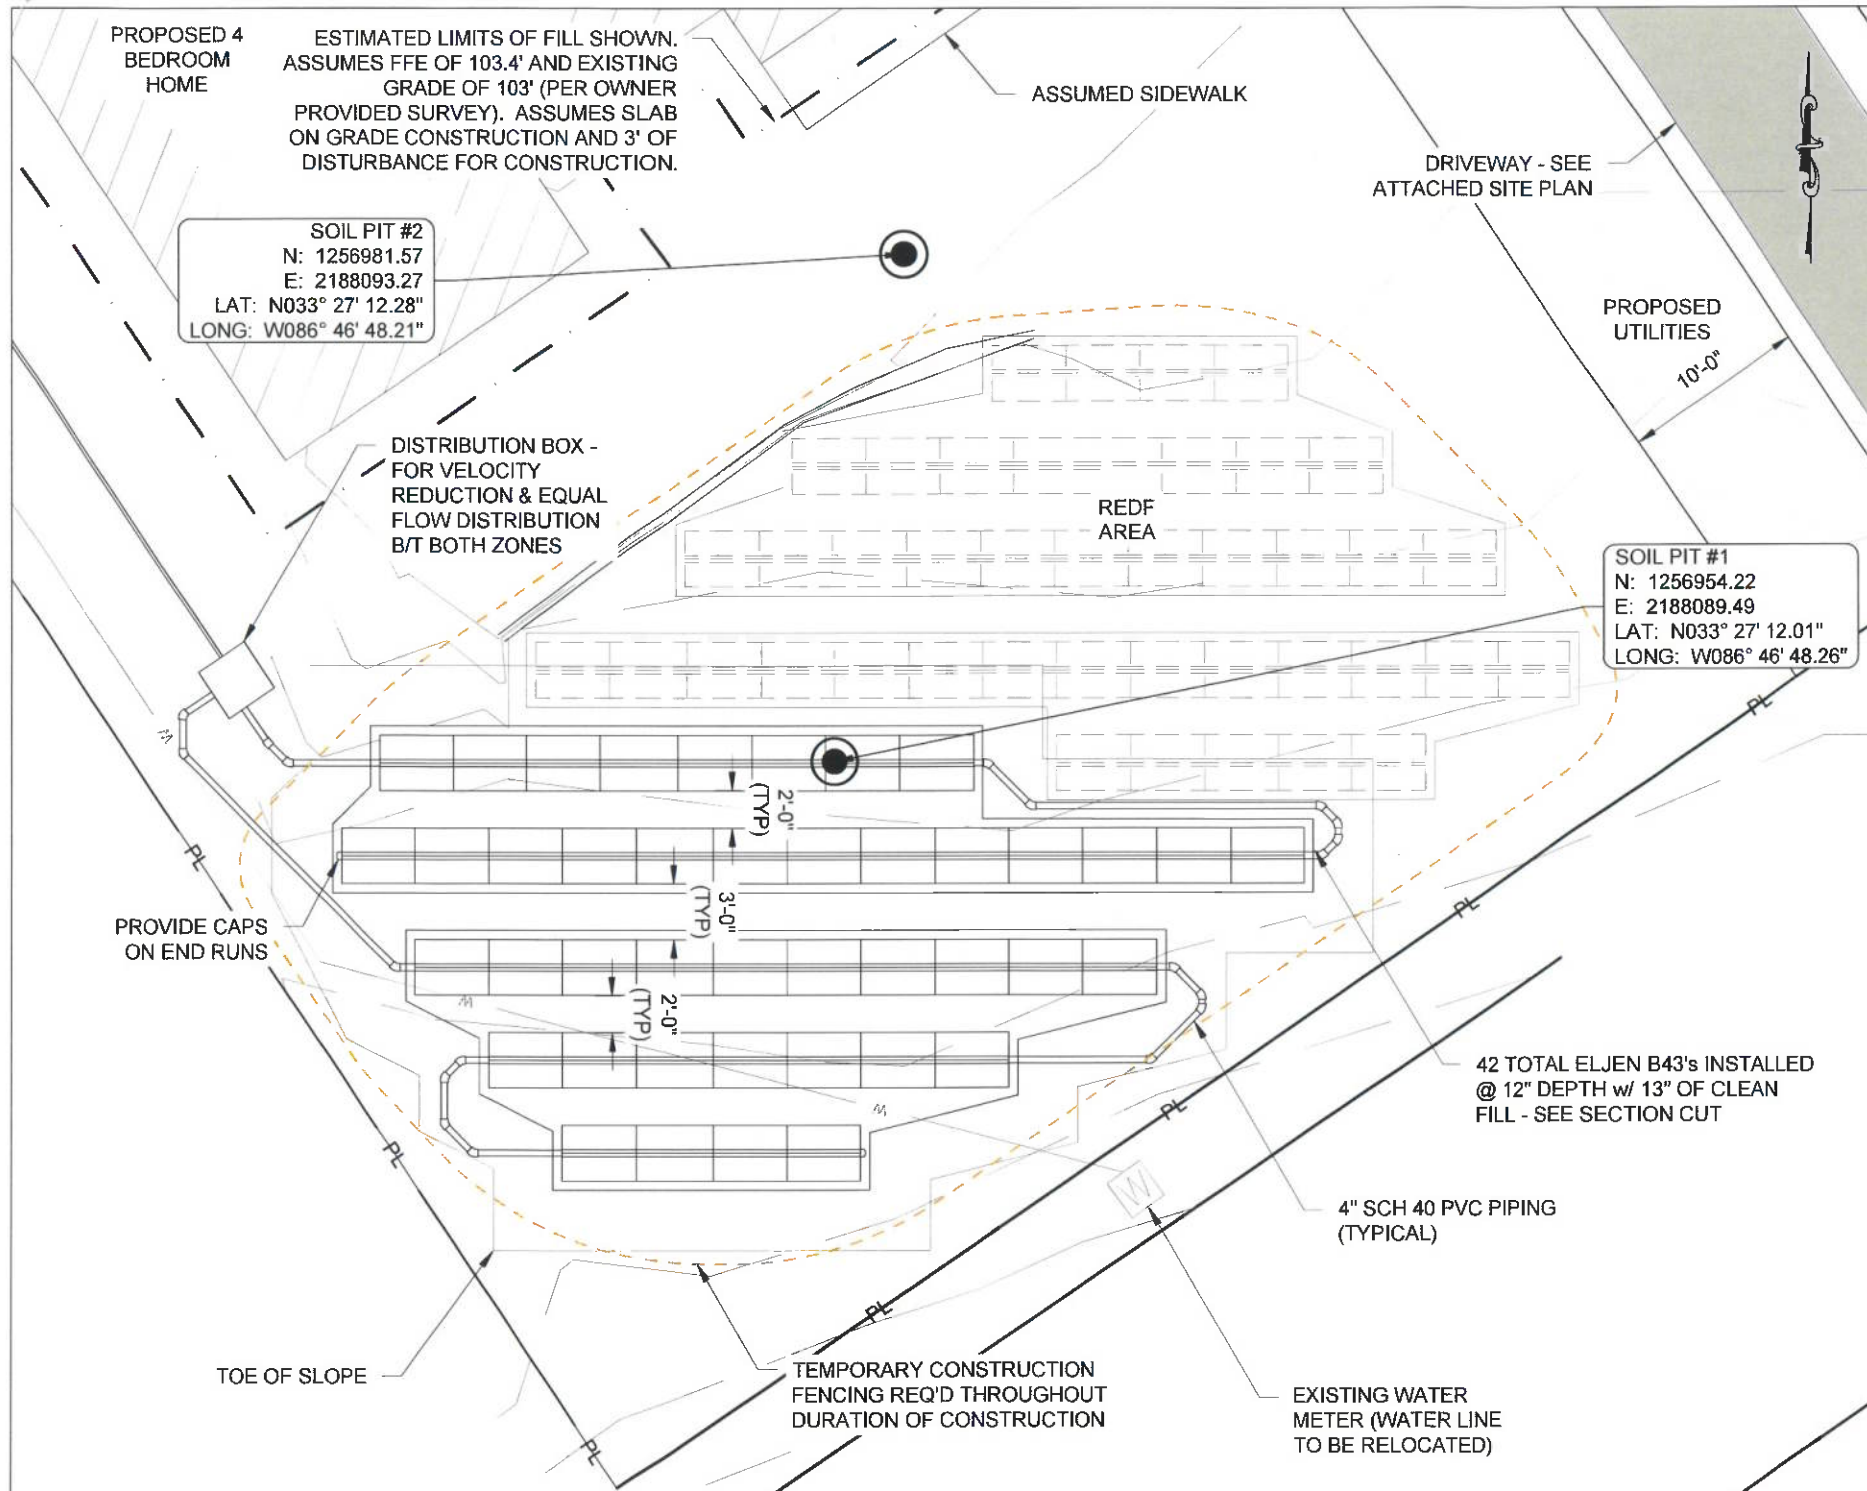 PROPOSED 4
BEDROOM
HOME
ESTIMATED LIMITS OF FILL SHOWN.
ASSUMES FFE OF 103.4' AND EXISTING
GRADE OF 103' (PER OWNER
PROVIDED SURVEY). ASSUMES SLAB
ON GRADE CONSTRUCTION AND 3' OF
DISTURBANCE FOR CONSTRUCTION.
ASSUMED SIDEWALK
DRIVEWAY - SEE
ATTACHED SITE PLAN
SOIL PIT #2
N: 1256981.57
E: 2188093.27
LAT: N033° 27' 12.28"
LONG: W086° 46' 48.21"
PROPOSED
UTILITIES
10'-0"
DISTRIBUTION BOX -
FOR VELOCITY
REDUCTION & EQUAL
FLOW DISTRIBUTION
B/T BOTH ZONES
REDF
AREA
SOIL PIT #1
N: 1256954.22
E: 2188089.49
LAT: N033° 27' 12.01"
LONG: W086° 46' 48.26"
PL
W
2'-0"
(TYP)
PL
3'-0"
(TYP)
PL
PROVIDE CAPS
ON END RUNS
2'-0"
(TYP)
W
42 TOTAL ELJEN B43's INSTALLED
@ 12" DEPTH w/ 13" OF CLEAN
FILL - SEE SECTION CUT
W
PL
PL
W
4" SCH 40 PVC PIPING
(TYPICAL)
PL
TOE OF SLOPE
TEMPORARY CONSTRUCTION
FENCING REQ'D THROUGHOUT
DURATION OF CONSTRUCTION
EXISTING WATER
METER (WATER LINE
TO BE RELOCATED)
PL